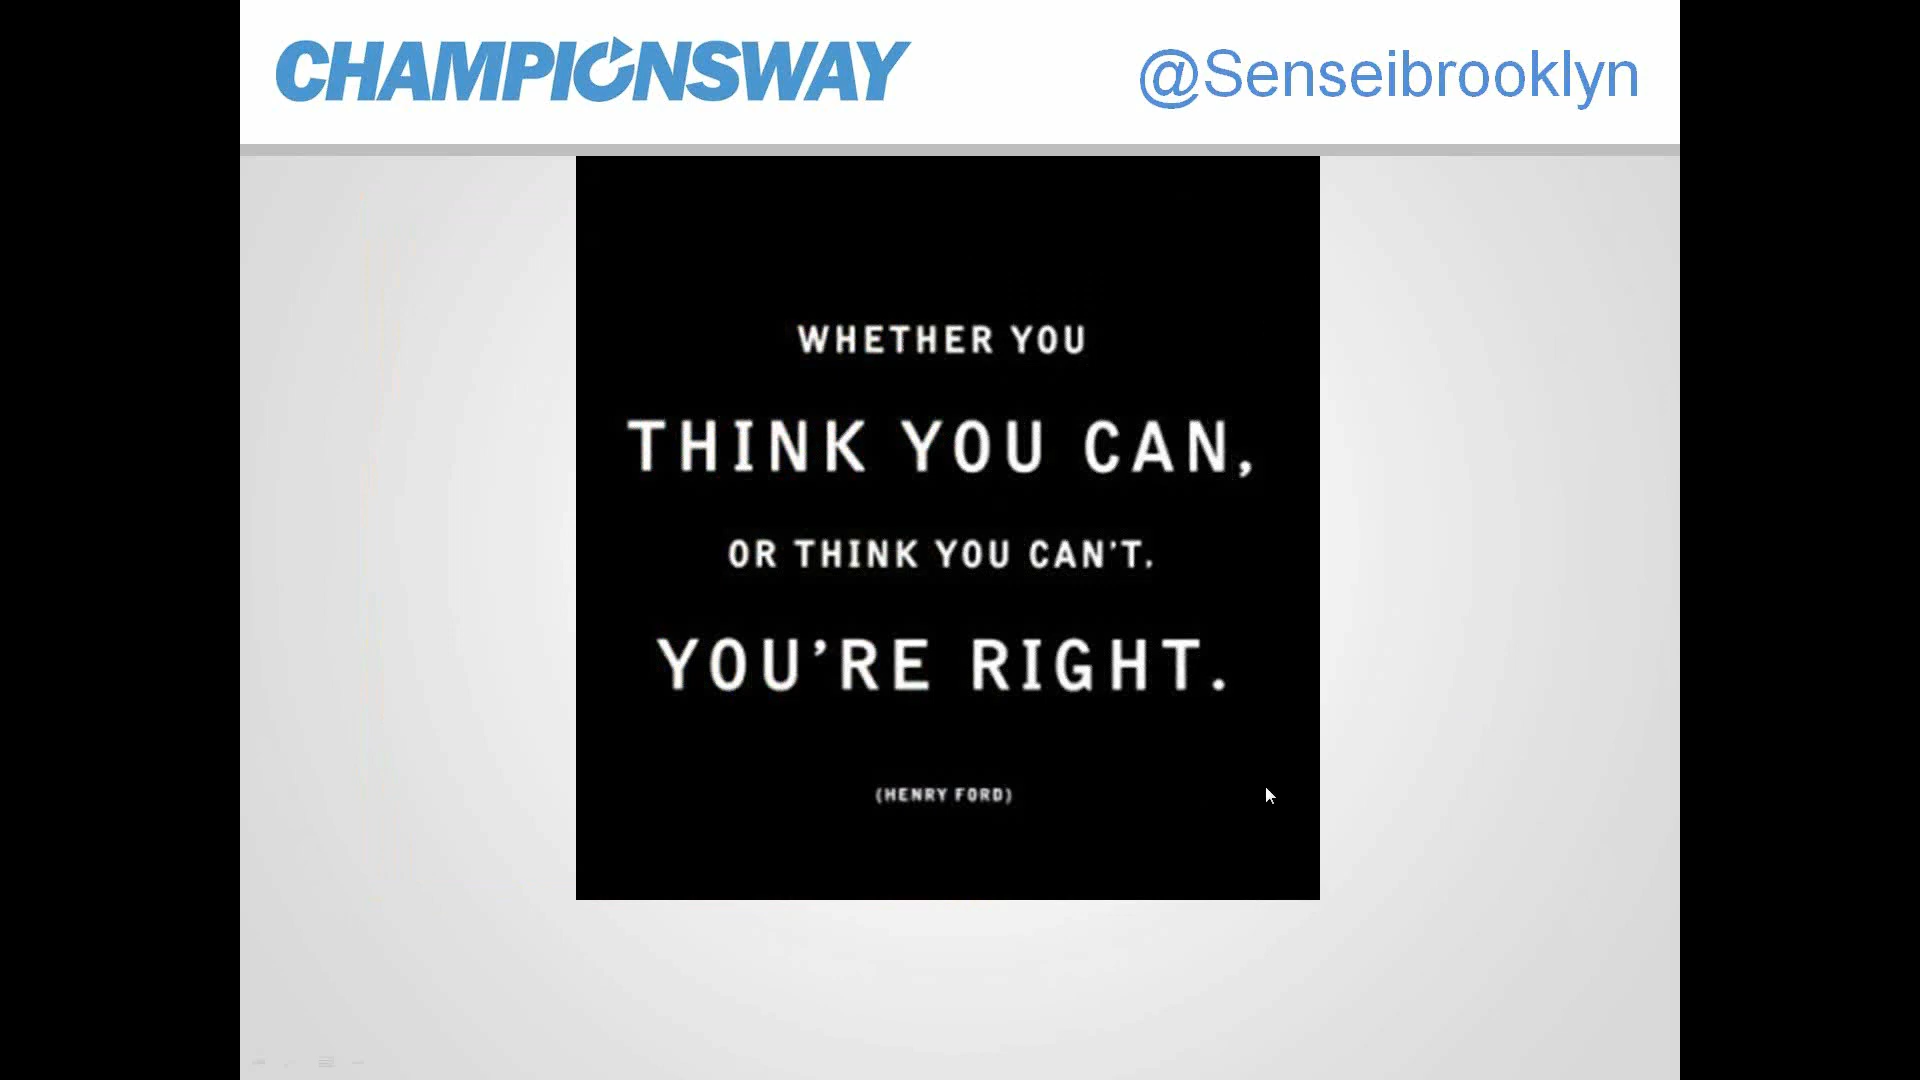 CHAMPIONSWAY
@Senseibrooklyn
WHETHER YOU
THINK YOU CAN,
OR THINK YOU CAN'T.
YOU'RE RIGHT.
(HENRY FORD)